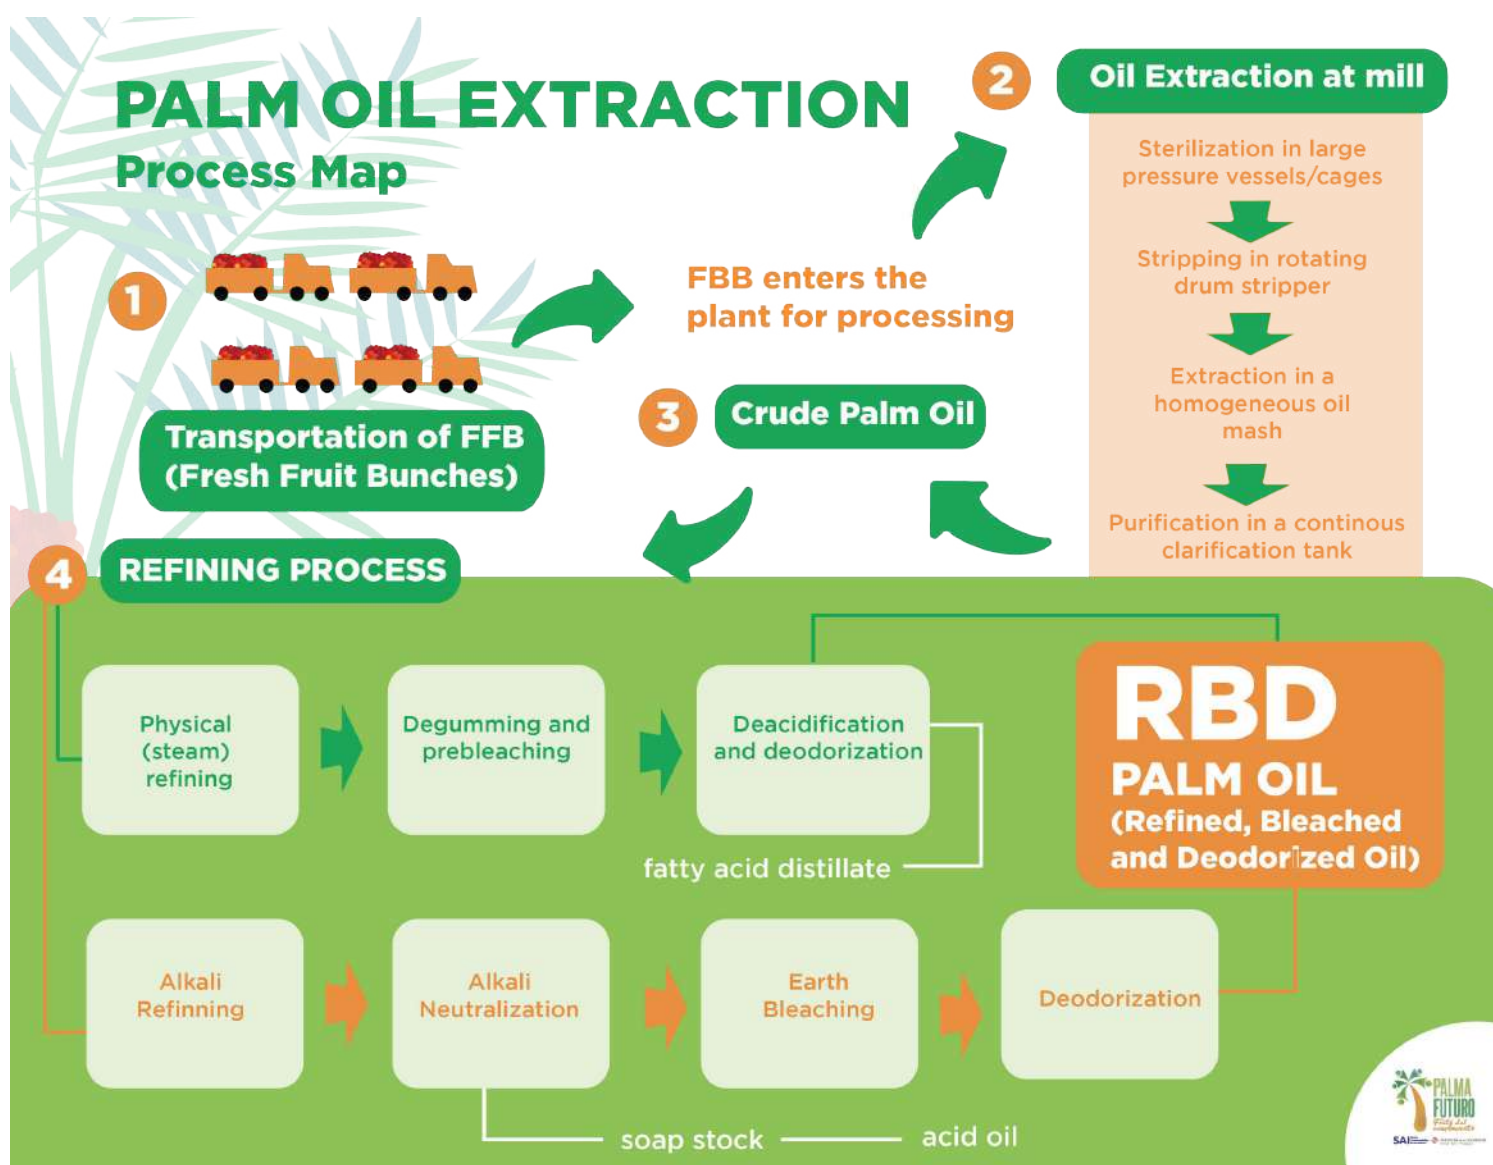 PALM OIL EXTRACTION
Process Map
1
Transportation of FFB
(Fresh Fruit Bunches)
FBB enters the
plant for processing
2
Oil Extraction at mill
Sterilization in large
pressure vessels/cages
Stripping in rotating
drum stripper
Extraction in a
homogeneous oil
mash
Purification in a continous
clarification tank
3
Crude Palm Oil
4
REFINING PROCESS
Physical
(steam)
refining
Degumming and
prebleaching
Deacidification
and deodorization
fatty acid distillate
RBD
PALM OIL
(Refined, Bleached
and Deodorized Oil)
Alkali
Refinning
Alkali
Neutralization
Earth
Bleaching
Deodorization
soap stock
acid oil
PALMA
FUTURO
SAI